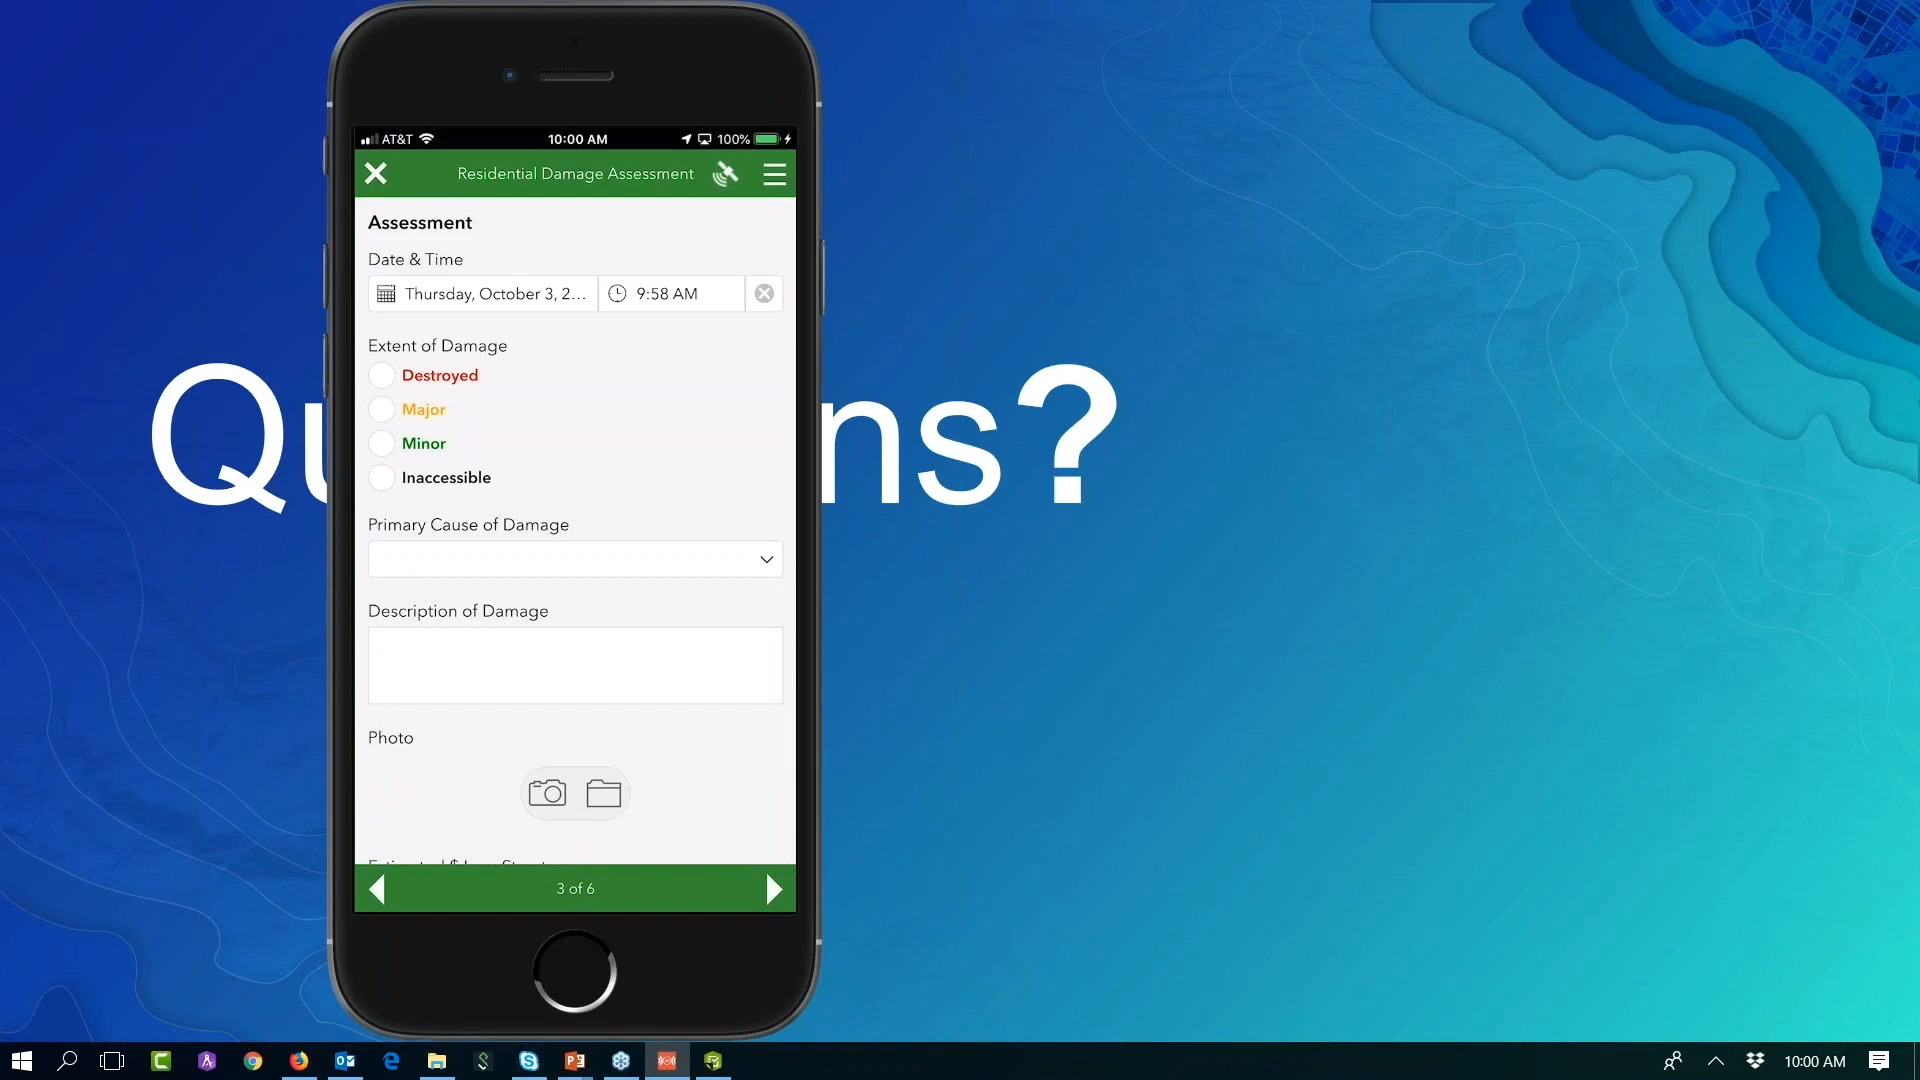 AT&T 10:00 AM 100%
Residential Damage Assessment
Assessment
Date & Time
Thursday, October 3, 2... 9:58 AM
Extent of Damage
Destroyed
Major
Minor
Inaccessible
Qu ns?
Primary Cause of Damage
Description of Damage
Photo
3 of 6
10:00 AM